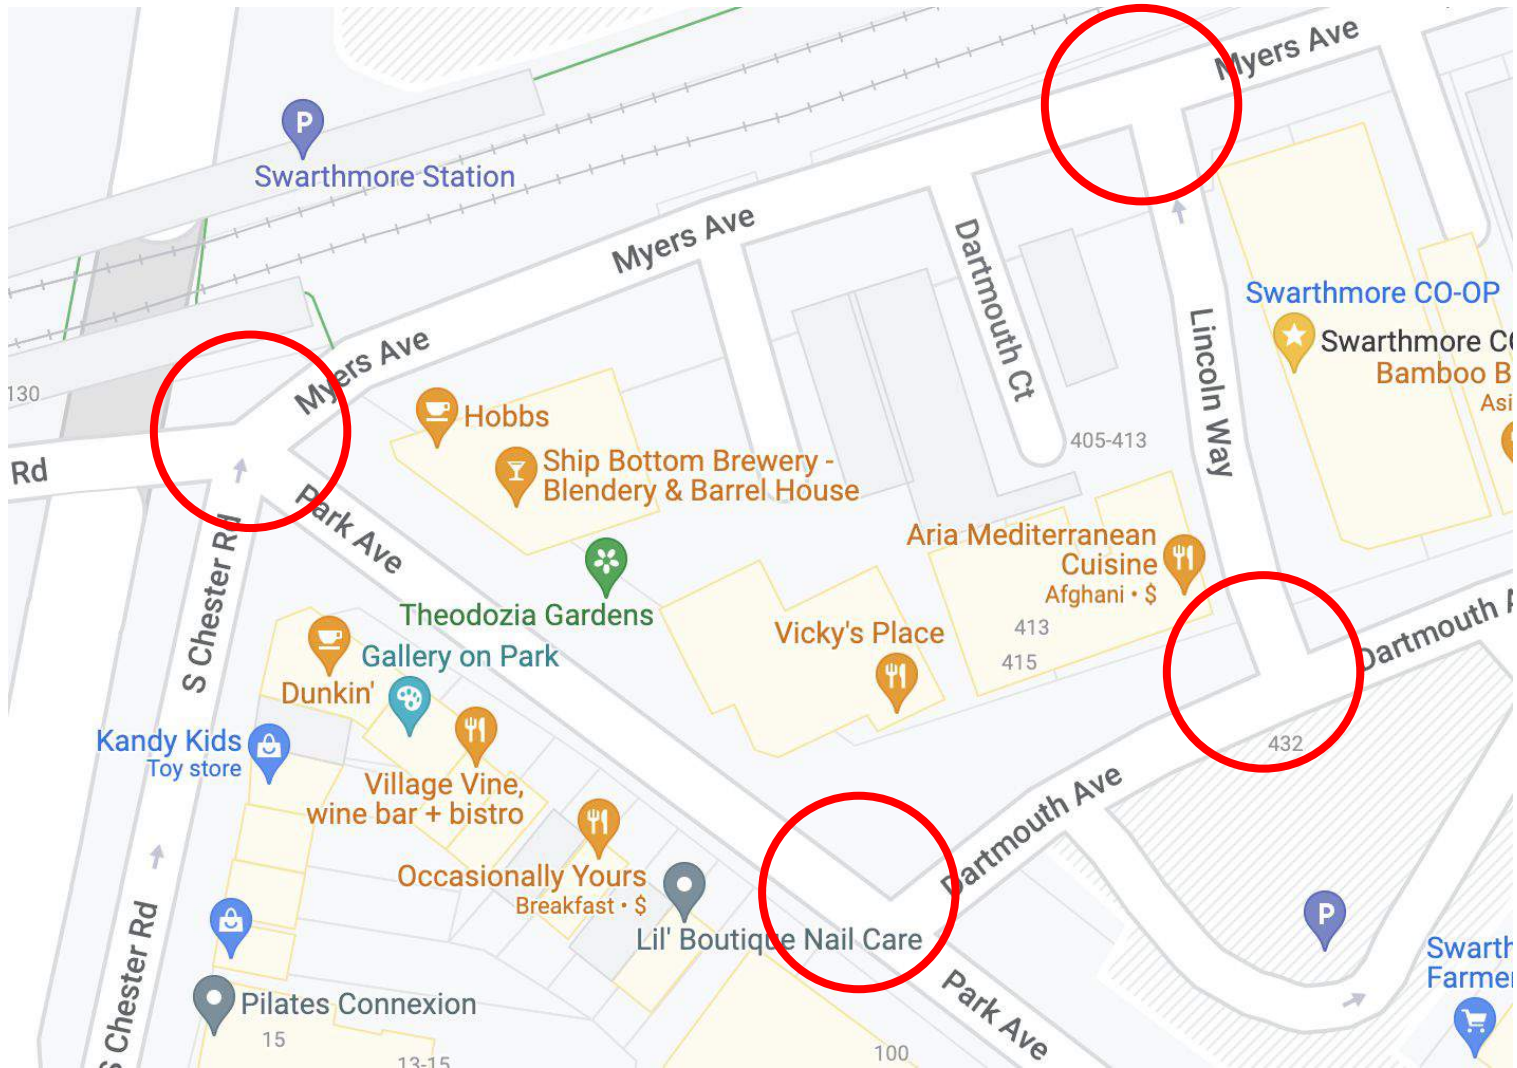 Myers Ave
P
Swarthmore Station
Myers Ave
Dartmouth Ct
Swarthmore CO-OP
Lincoln Way
Swarthmore CO
Bamboo B
Asi
Myers Ave
130
Hobbs
405-413
Rd
Ship Bottom Brewery -
Blendery & Barrel House
Park Ave
S Chester Rd
Aria Mediterranean
Cuisine
Afghani • $
Theodozia Gardens
Vicky's Place
413
415
Dartmouth A
Gallery on Park
Dunkin'
Kandy Kids
Toy store
432
Village Vine,
wine bar + bistro
Dartmouth Ave
Occasionally Yours
Breakfast • $
P
Lil' Boutique Nail Care
Swarth
Farmer
S Chester Rd
Park Ave
Pilates Connexion
15
13-15
100